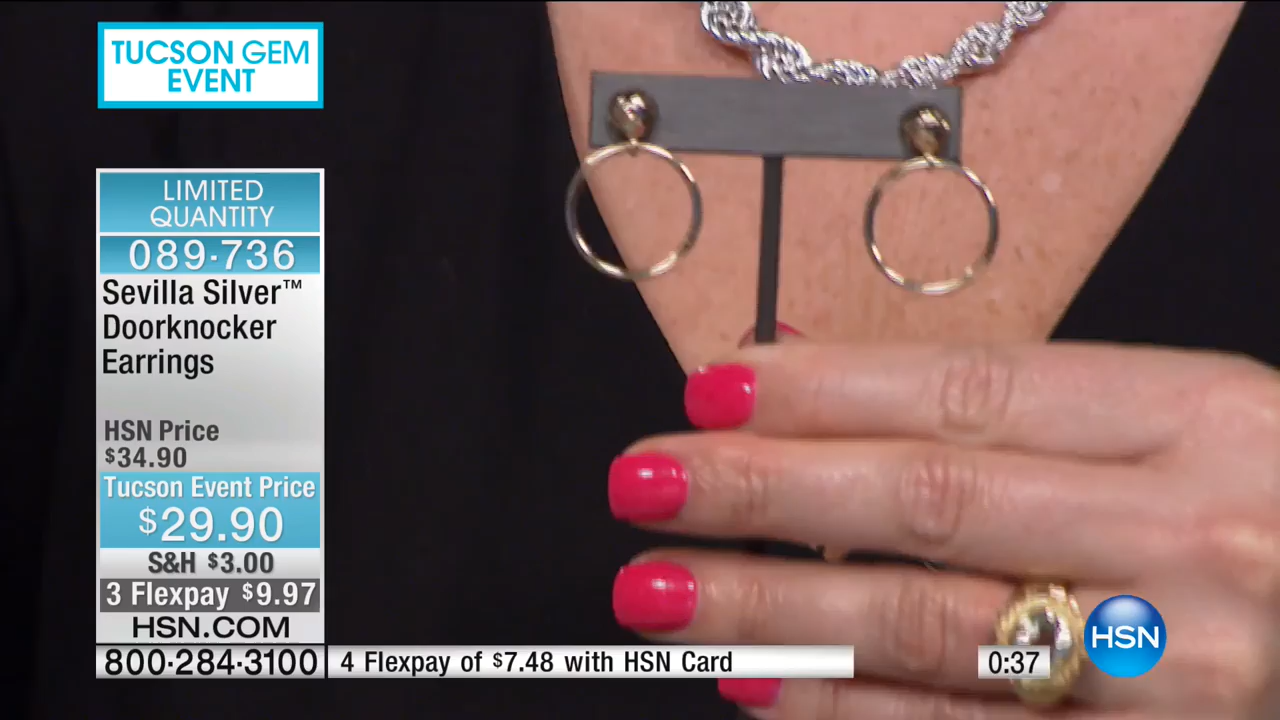 TUCSON GEM
EVENT
LIMITED
QUANTITY
089•736
Sevilla Silver™
Doorknocker
Earrings
HSN Price
$34.90
Tucson Event Price
$29.90
S&H $3.00
3 Flexpay $9.97
HSN.COM
800•284•3100
4 Flexpay of $7.48 with HSN Card
0:37
HSN